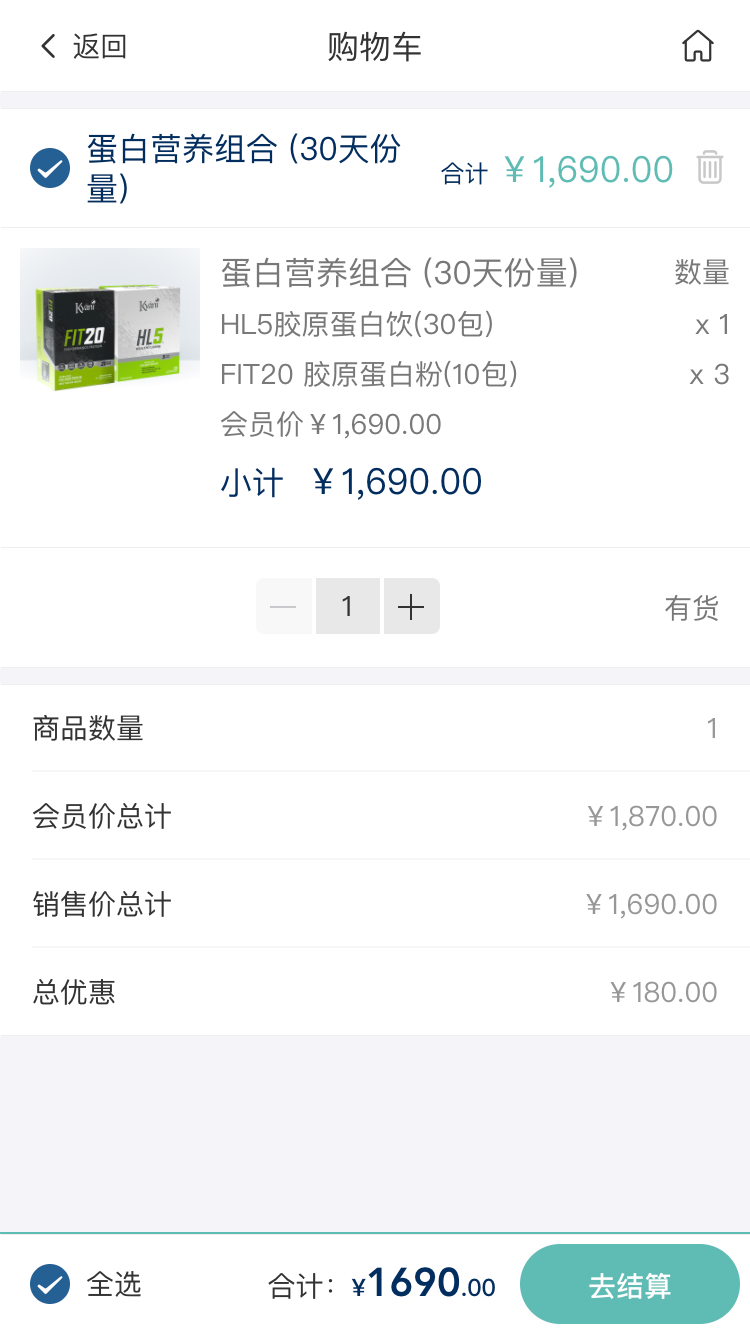 返回
购物车
蛋白营养组合 (30天份
量)
合计 ￥1,690.00
Kyäni
Kyäni
FIT20
HL5
蛋白营养组合 (30天份量)
数量
HL5胶原蛋白饮(30包)
x 1
FIT20 胶原蛋白粉(10包)
x 3
会员价￥1,690.00
小计 ￥1,690.00
1
有货
商品数量
1
会员价总计
￥1,870.00
销售价总计
￥1,690.00
总优惠
￥180.00
全选
合计: ¥1690.00
去结算